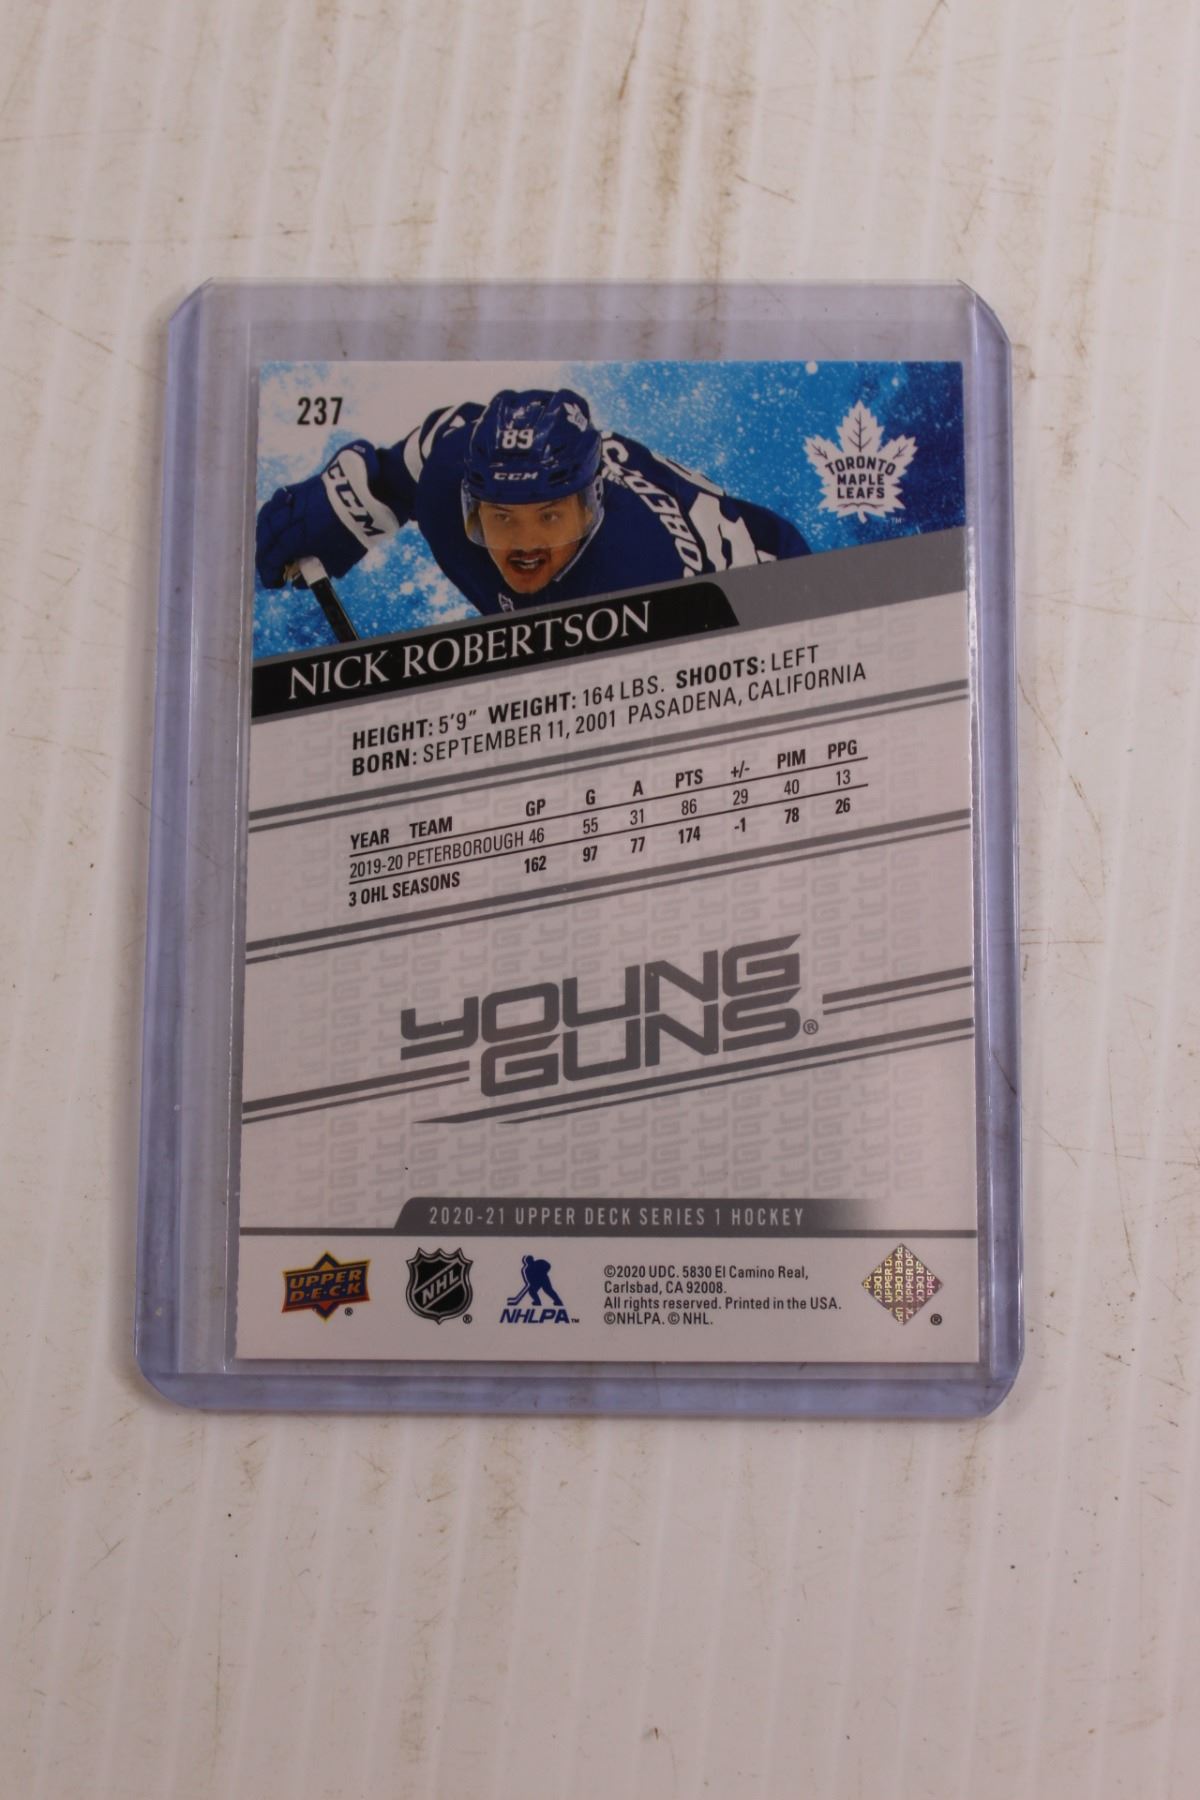 237
89
CCM
CCM
TORONTO
MAPLE
LEAFS
™
NICK ROBERTSON
HEIGHT: 5'9" WEIGHT: 164 LBS. SHOOTS: LEFT
BORN: SEPTEMBER 11, 2001 PASADENA, CALIFORNIA
YEAR TEAM GP G A PTS +/- PIM PPG
2019-20 PETERBOROUGH 46 55 31 86 29 40 13
3 OHL SEASONS 162 97 77 174 -1 78 26
YOUNG
GUNS®
2020-21 UPPER DECK SERIES 1 HOCKEY
UPPER
D·E·C·K
®
NHL
®
NHLPA™
©2020 UDC. 5830 El Camino Real,
Carlsbad, CA 92008.
All rights reserved. Printed in the USA.
©NHLPA. © NHL.
UPPER DECK
®